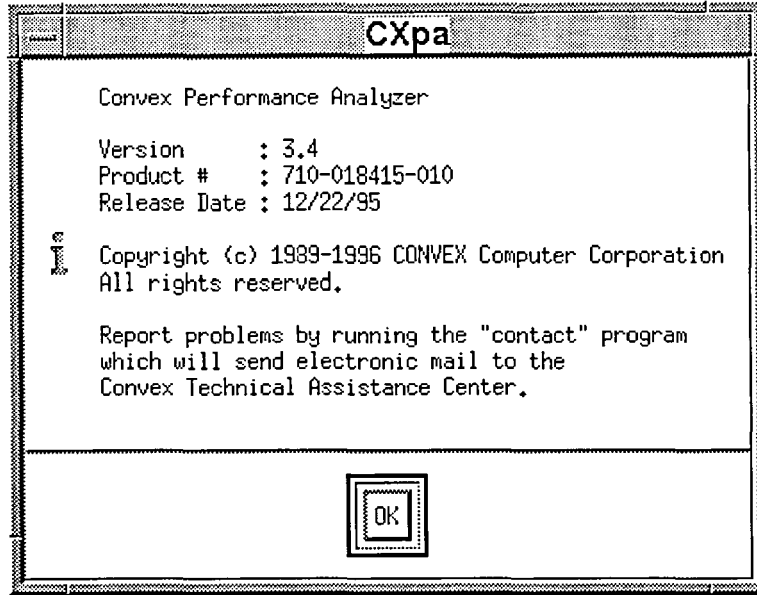 CXpa
Convex Performance Analyzer
Version : 3.4
Product # : 710-018415-010
Release Date : 12/22/95
i
Copyright (c) 1989-1996 CONVEX Computer Corporation
All rights reserved.
Report problems by running the "contact" program
which will send electronic mail to the
Convex Technical Assistance Center.
OK